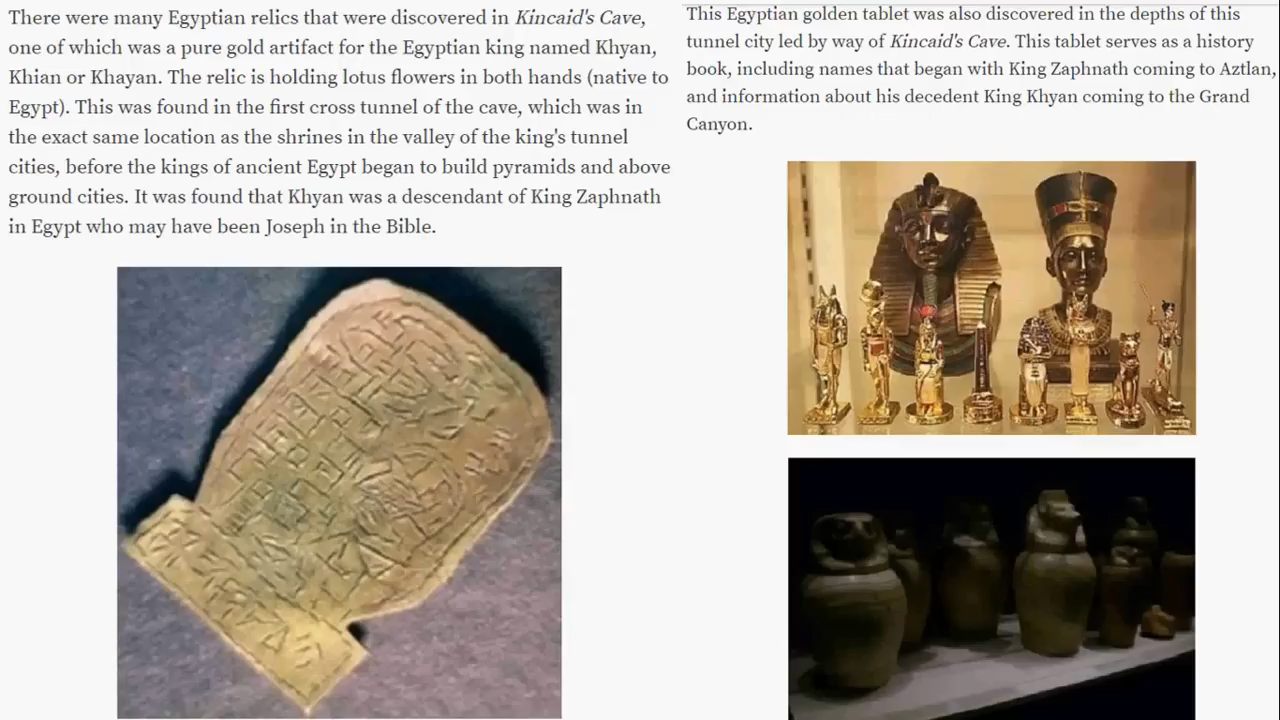 There were many Egyptian relics that were discovered in Kincaid's Cave,
one of which was a pure gold artifact for the Egyptian king named Khyan,
Khian or Khayan. The relic is holding lotus flowers in both hands (native to
Egypt). This was found in the first cross tunnel of the cave, which was in
the exact same location as the shrines in the valley of the king's tunnel
cities, before the kings of ancient Egypt began to build pyramids and above
ground cities. It was found that Khyan was a descendant of King Zaphnath
in Egypt who may have been Joseph in the Bible.
This Egyptian golden tablet was also discovered in the depths of this
tunnel city led by way of Kincaid's Cave. This tablet serves as a history
book, including names that began with King Zaphnath coming to Aztlan,
and information about his decedent King Khyan coming to the Grand
Canyon.